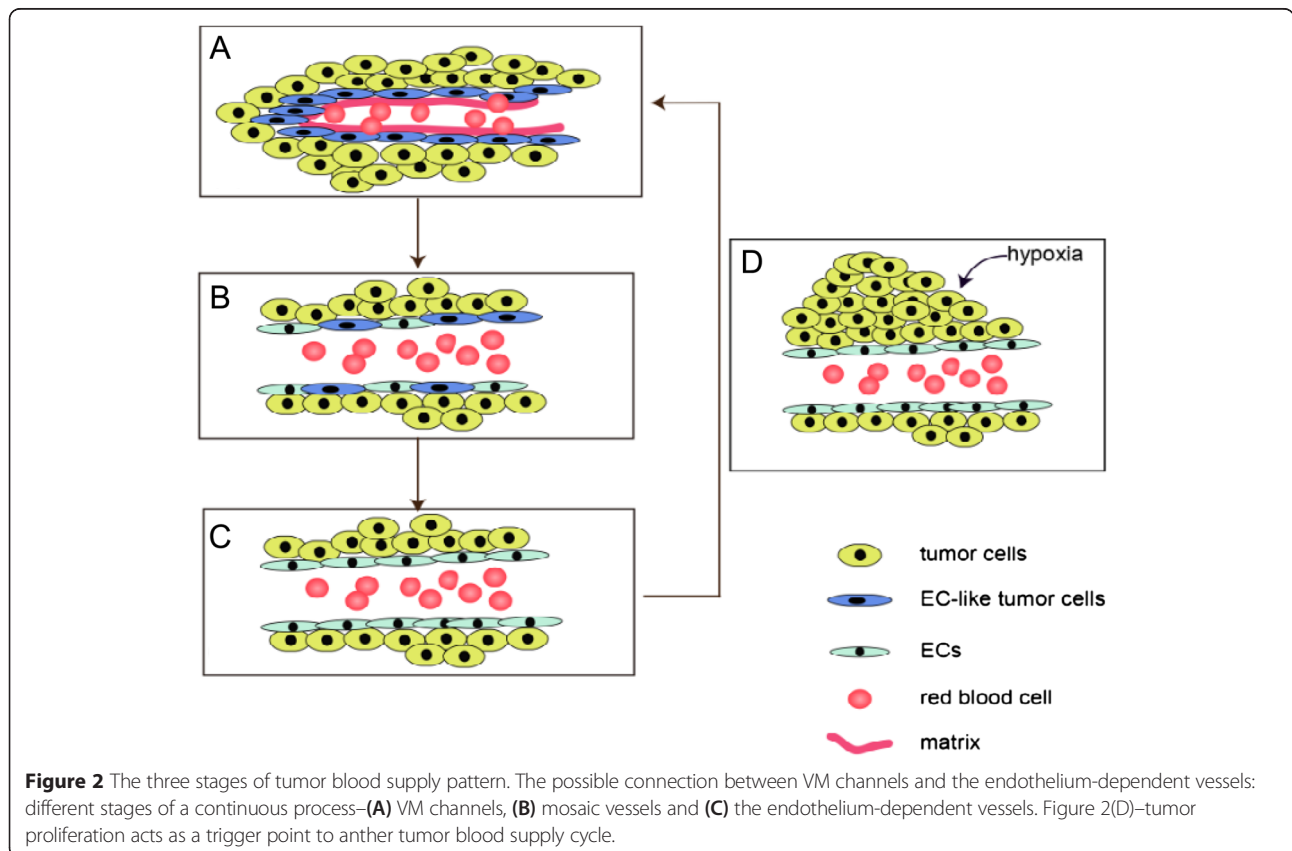 A
B
C
D
hypoxia
tumor cells
EC-like tumor cells
ECs
red blood cell
matrix
Figure 2 The three stages of tumor blood supply pattern. The possible connection between VM channels and the endothelium-dependent vessels:
different stages of a continuous process–(A) VM channels, (B) mosaic vessels and (C) the endothelium-dependent vessels. Figure 2(D)–tumor
proliferation acts as a trigger point to anther tumor blood supply cycle.